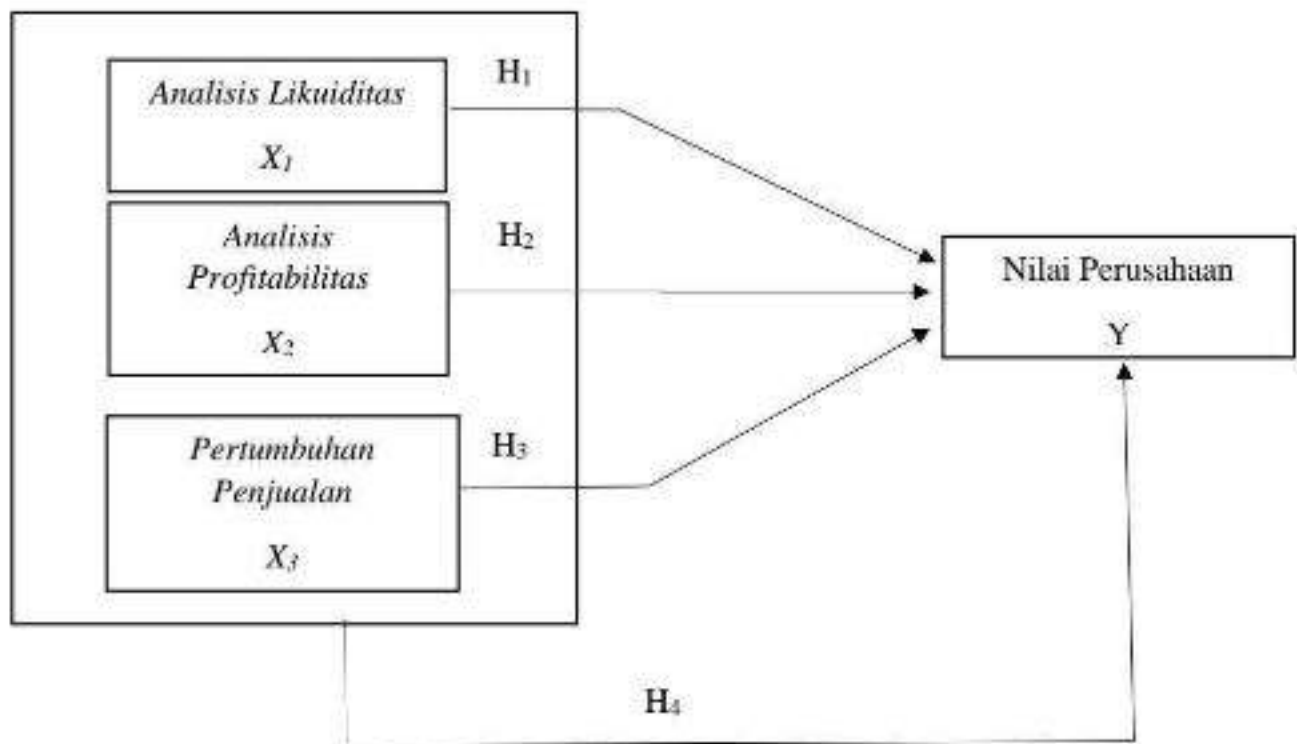 Analisis Likuiditas
X₁
H₁
Analisis
Profitabilitas
X₂
H₂
Pertumbuhan
Penjualan
X₃
H₃
Nilai Perusahaan
Y
H₄